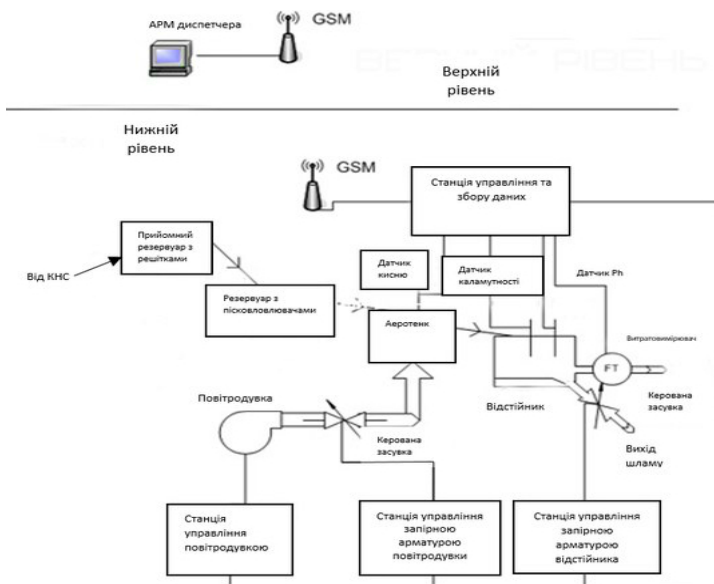 АРМ диспетчера
GSM
ВЕРХНІЙ РІВЕНЬ
Верхній
рівень
Нижній
рівень
GSM
Станція управління та
збору даних
Прийомний
резервуар з
решітками
Від КНС
Резервуар з
пісковловлювачами
Датчик
кисню
Датчик
каламутності
Датчик Ph
Аеротенк
Витратовимірювач
FT
Повітродувка
Відстійник
Керована
засувка
Керована
засувка
Вихід
шламу
Станція
управління
повітродувкою
Станція управління
запірною
арматурою
повітродувки
Станція управління
запірною
арматурою
відстійника